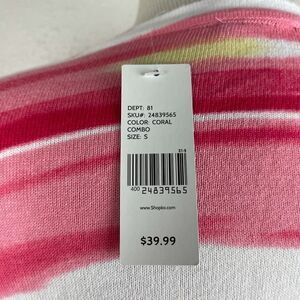 DEPT: 81
SKU#: 24839565
COLOR: CORAL
COMBO
SIZE: S
400
24839565
www.Shopko.com
$39.99